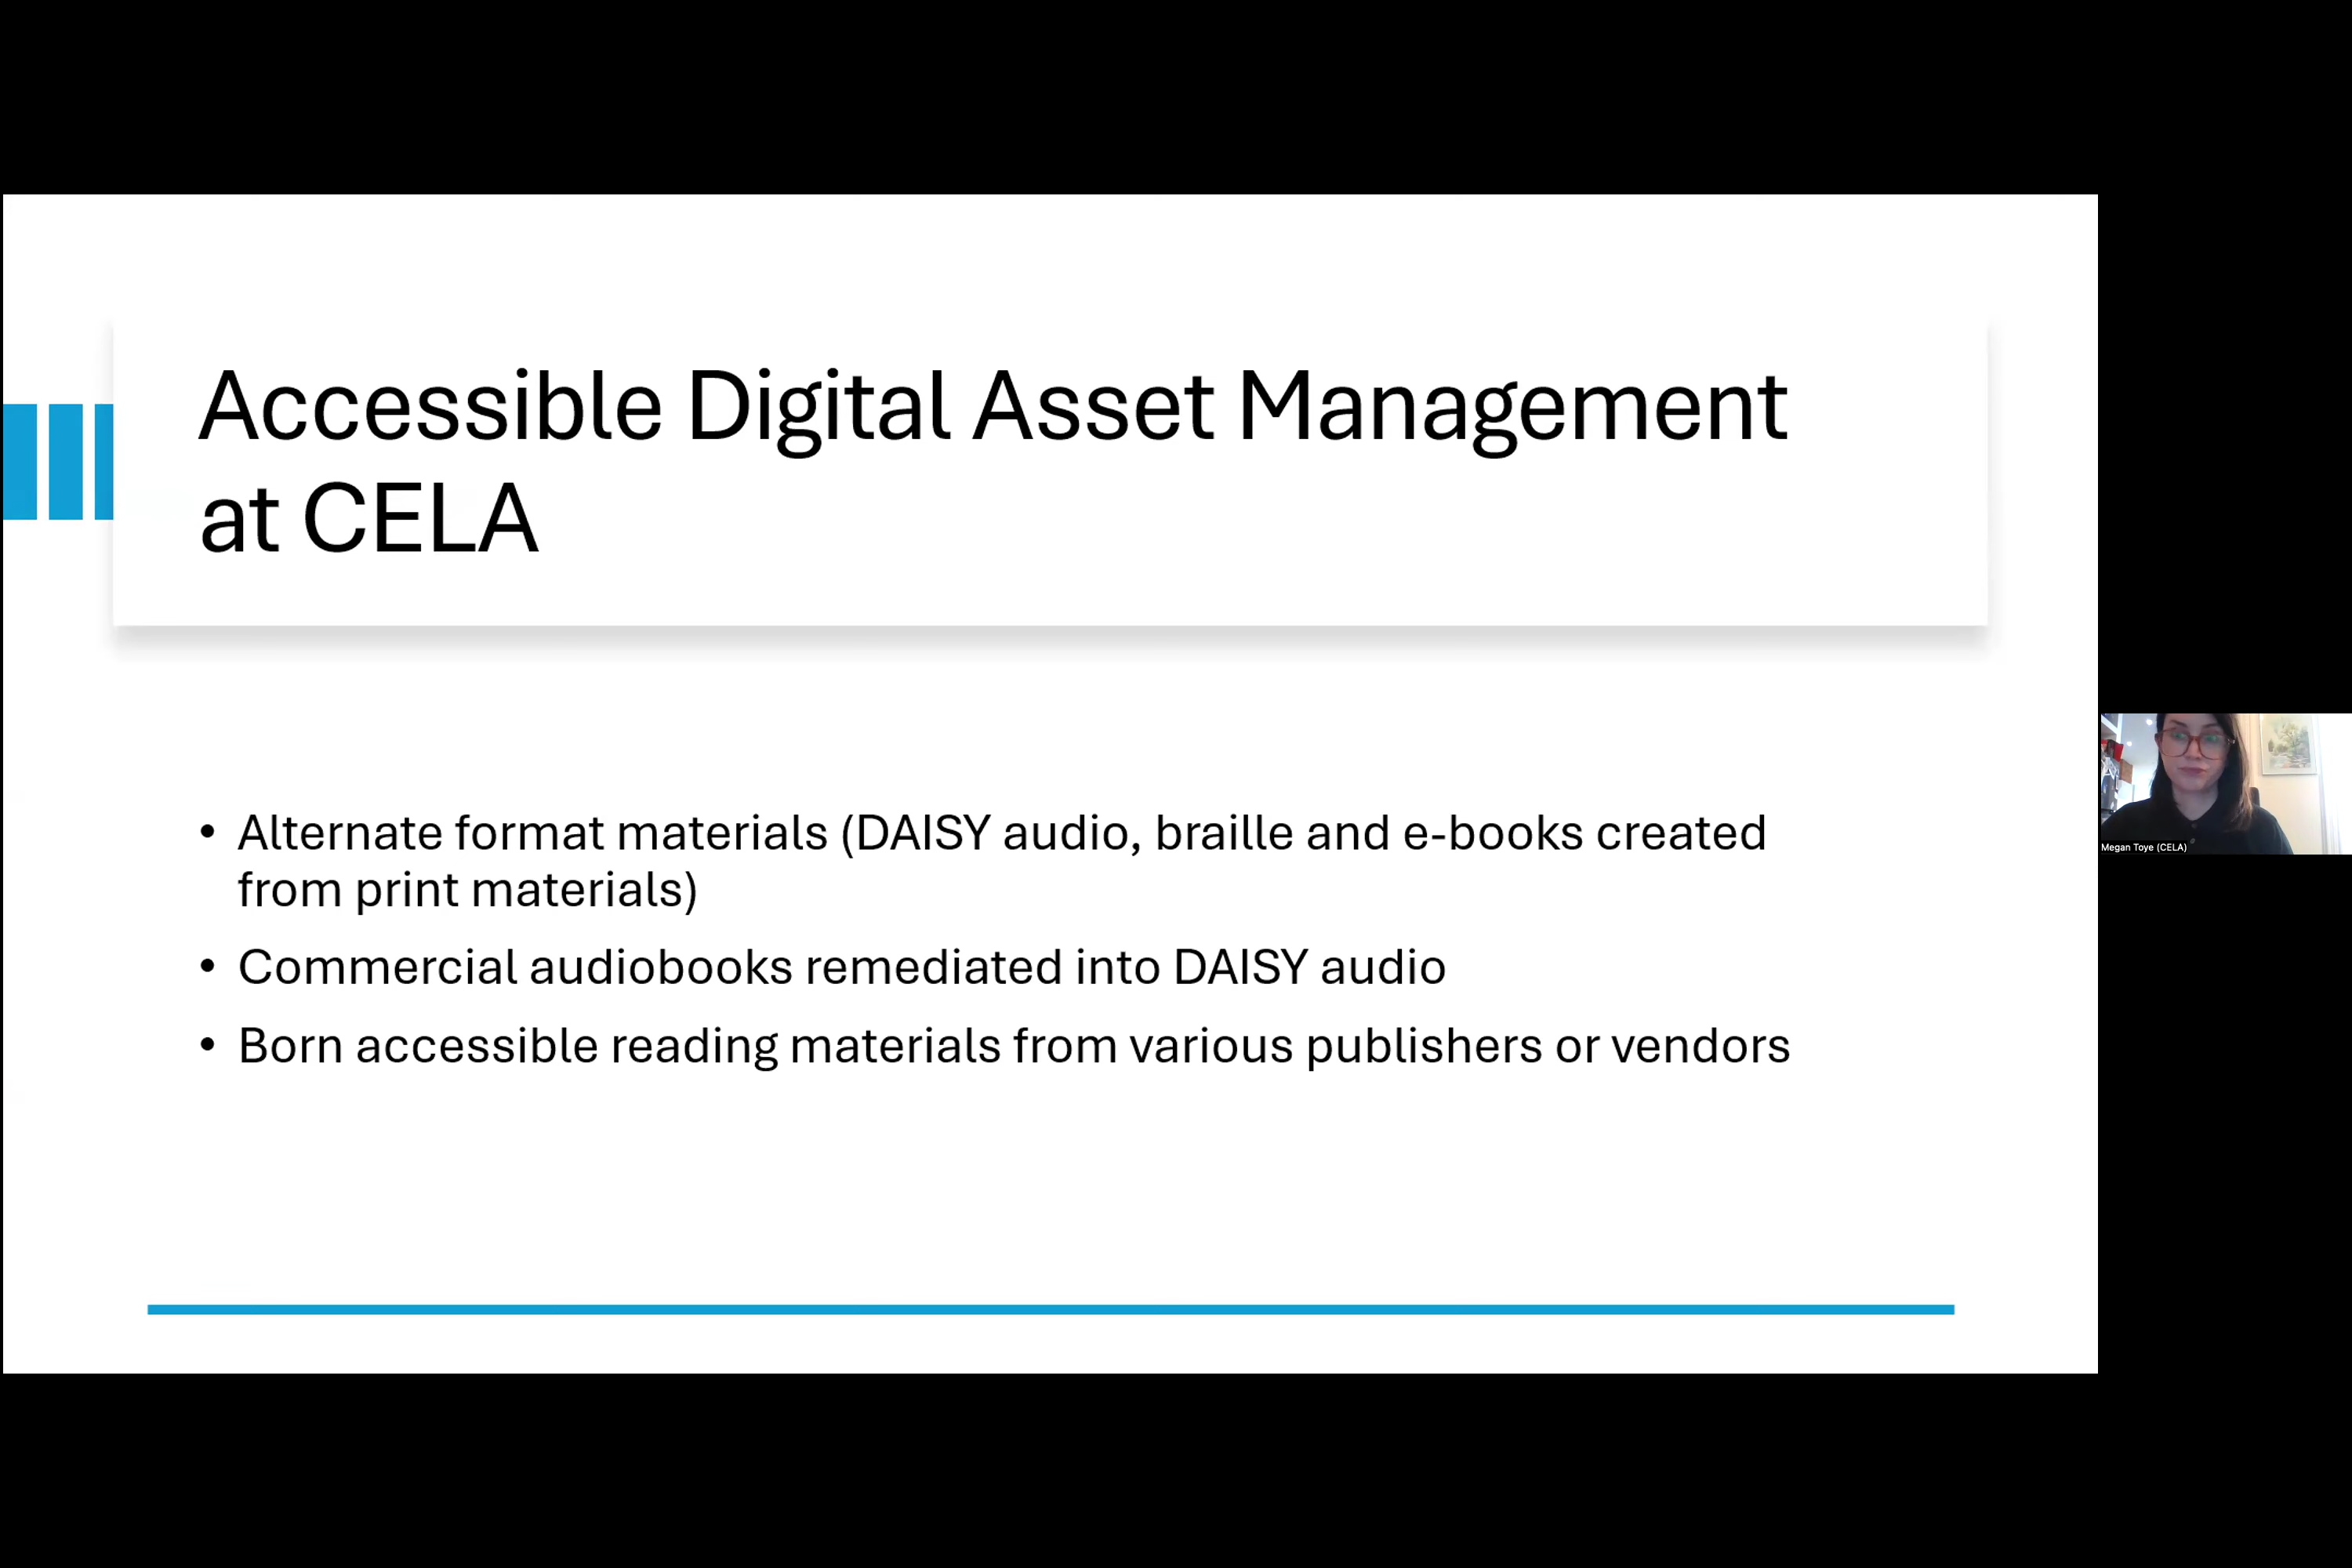 Accessible Digital Asset Management
at CELA
• Alternate format materials (DAISY audio, braille and e-books created
from print materials)
• Commercial audiobooks remediated into DAISY audio
• Born accessible reading materials from various publishers or vendors
Megan Toye (CELA)